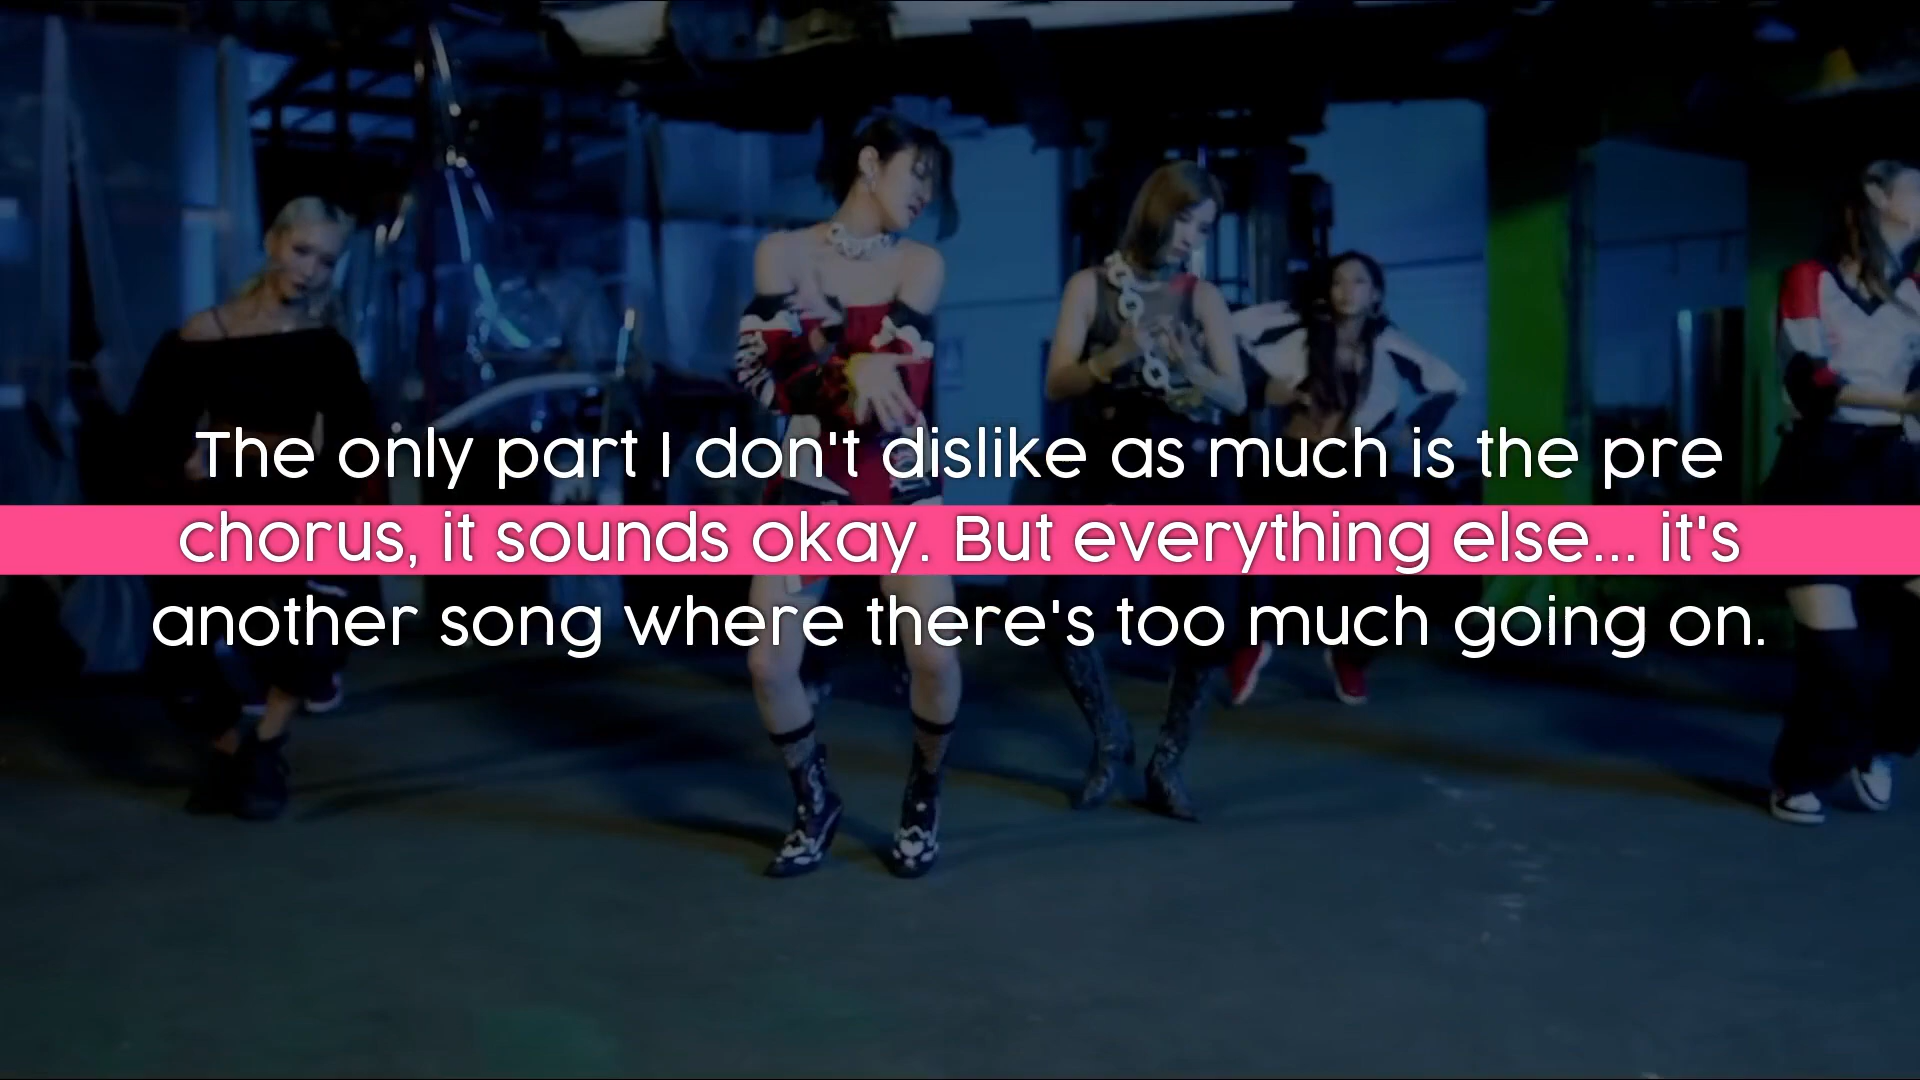 The only part I don't dislike as much is the pre
chorus, it sounds okay. But everything else... it's
another song where there's too much going on.